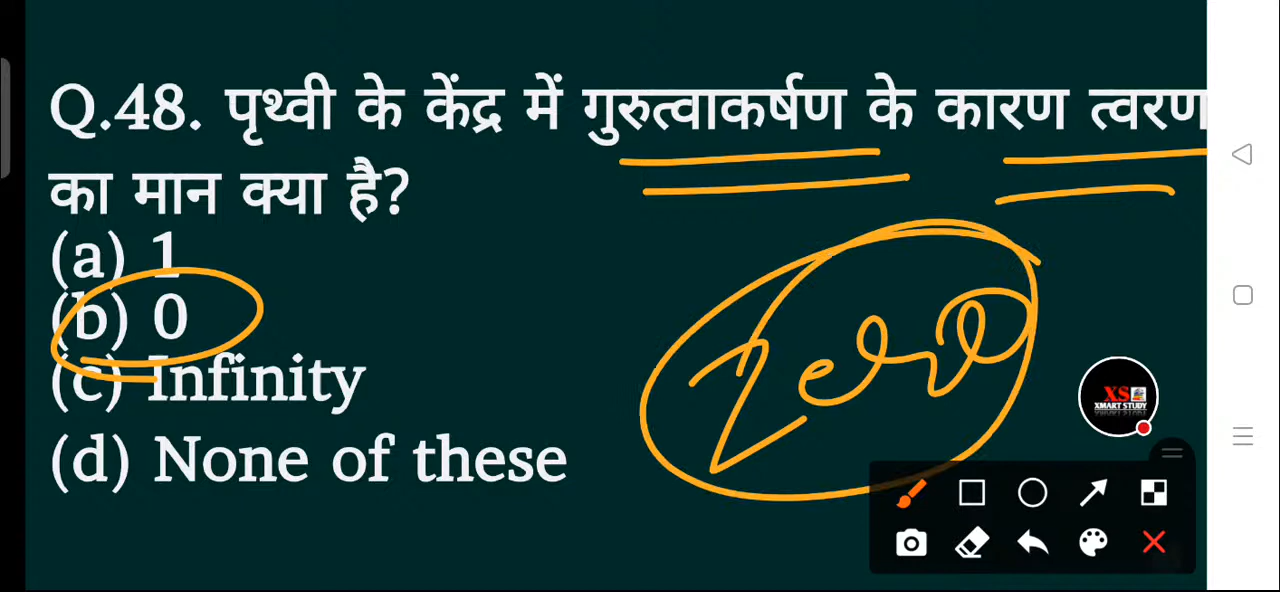 Q.48. पृथ्वी के केंद्र में गुरुत्वाकर्षण के कारण त्वरण
का मान क्या है?
(a) 1
(b) 0
(c) Infinity
(d) None of these
Zero
XS
XMART STUDY